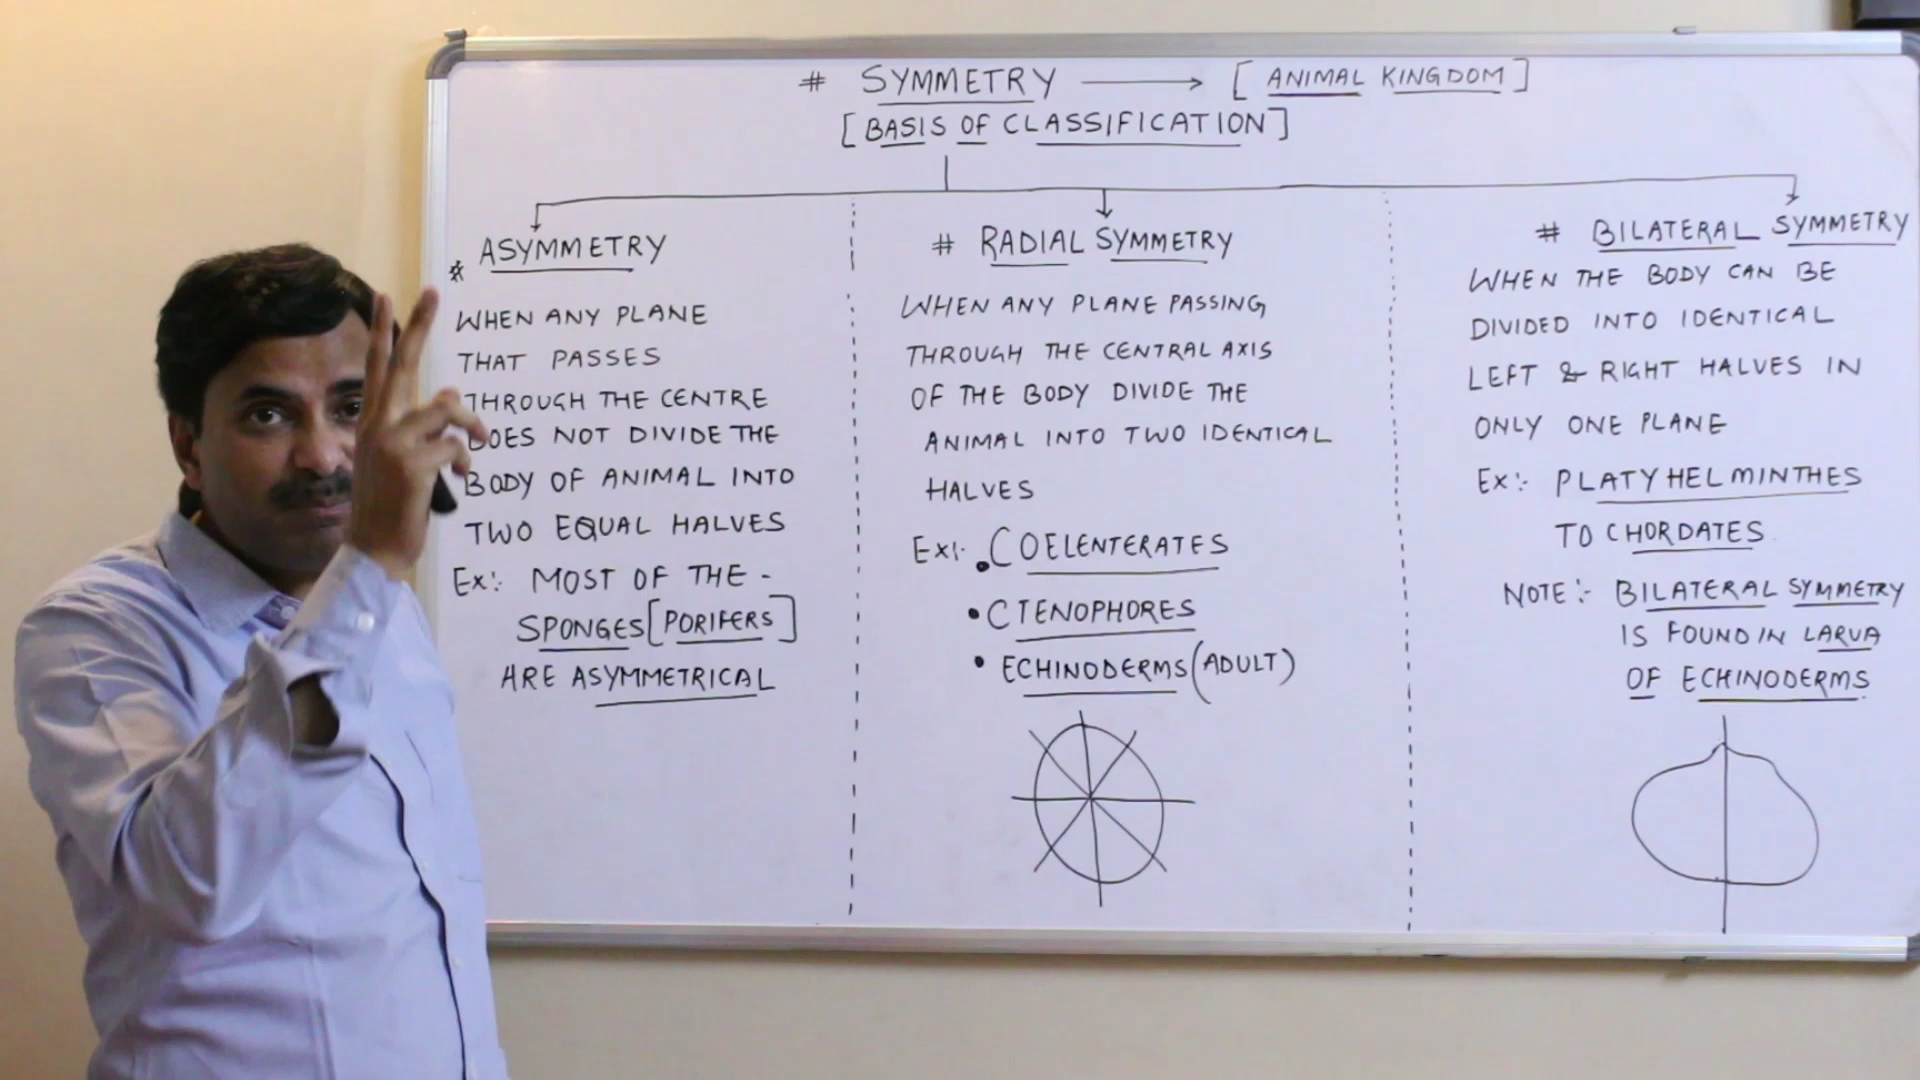 # SYMMETRY → [ANIMAL KINGDOM]
[BASIS OF CLASSIFICATION]
* ASYMMETRY
WHEN ANY PLANE
THAT PASSES
THROUGH THE CENTRE
DOES NOT DIVIDE THE
BODY OF ANIMAL INTO
TWO EQUAL HALVES
Ex:- MOST OF THE -
SPONGES [PORIFERS]
ARE ASYMMETRICAL
# RADIAL SYMMETRY
WHEN ANY PLANE PASSING
THROUGH THE CENTRAL AXIS
OF THE BODY DIVIDE THE
ANIMAL INTO TWO IDENTICAL
HALVES
Ex:- • COELENTERATES
• CTENOPHORES
• ECHINODERMS (ADULT)
# BILATERAL SYMMETRY
WHEN THE BODY CAN BE
DIVIDED INTO IDENTICAL
LEFT & RIGHT HALVES IN
ONLY ONE PLANE
Ex:- PLATYHELMINTHES
TO CHORDATES
NOTE:- BILATERAL SYMMETRY
IS FOUND IN LARVA
OF ECHINODERMS